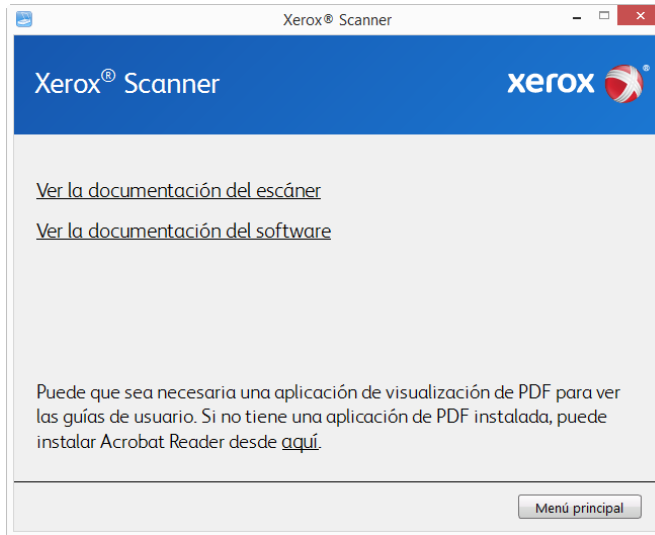 Xerox® Scanner
Xerox® Scanner
xerox ®
Ver la documentación del escáner
Ver la documentación del software
Puede que sea necesaria una aplicación de visualización de PDF para ver
las guías de usuario. Si no tiene una aplicación de PDF instalada, puede
instalar Acrobat Reader desde aquí.
Menú principal